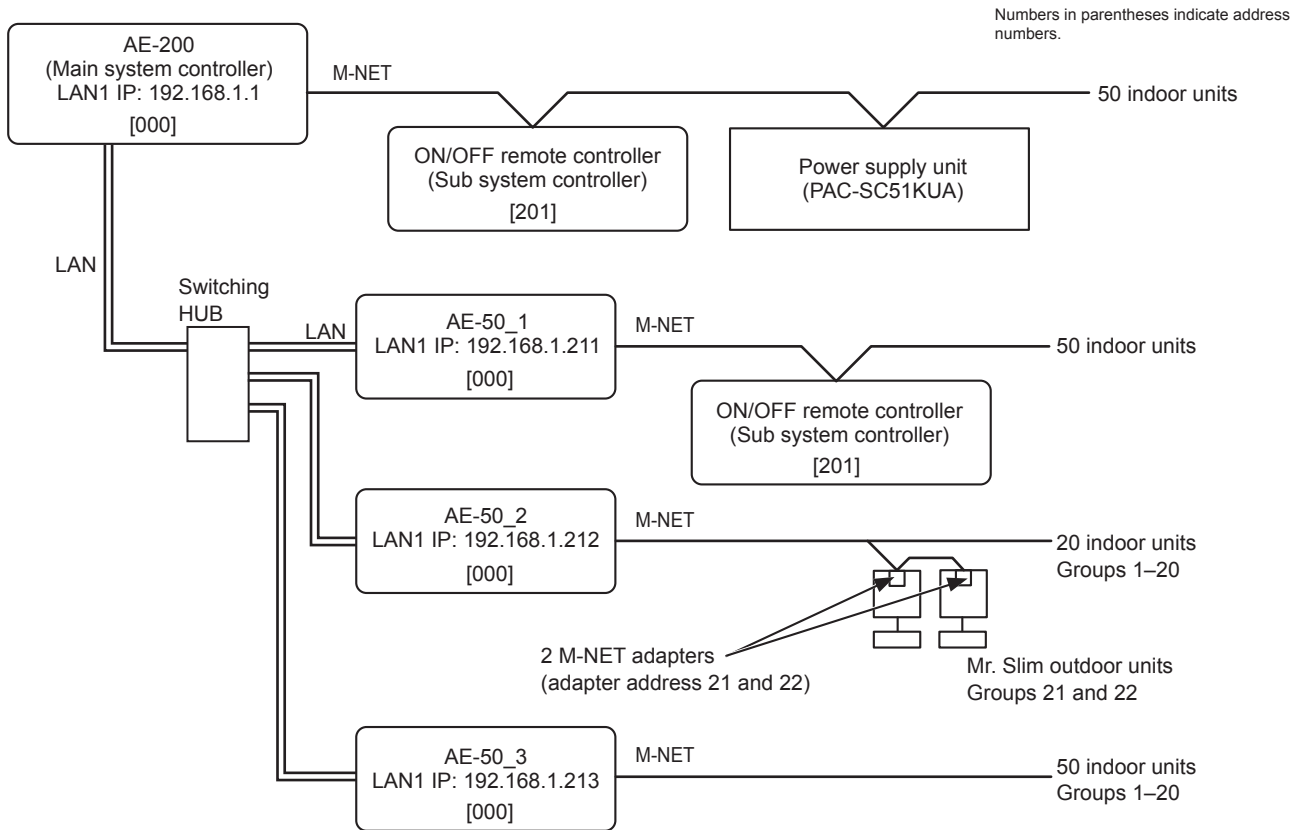 Numbers in parentheses indicate address
numbers.
AE-200
(Main system controller)
LAN1 IP: 192.168.1.1
[000]
M-NET
50 indoor units
ON/OFF remote controller
(Sub system controller)
[201]
Power supply unit
(PAC-SC51KUA)
LAN
Switching
HUB
LAN
AE-50_1
LAN1 IP: 192.168.1.211
[000]
M-NET
50 indoor units
ON/OFF remote controller
(Sub system controller)
[201]
AE-50_2
LAN1 IP: 192.168.1.212
[000]
M-NET
20 indoor units
Groups 1–20
2 M-NET adapters
(adapter address 21 and 22)
Mr. Slim outdoor units
Groups 21 and 22
AE-50_3
LAN1 IP: 192.168.1.213
[000]
M-NET
50 indoor units
Groups 1–20